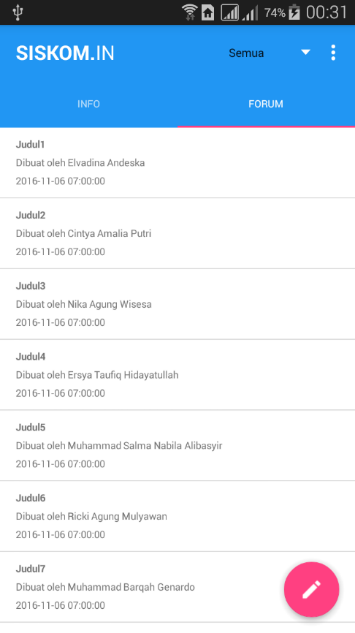 74% 00:31
SISKOM.IN Semua
INFO FORUM
Judul1
Dibuat oleh Elvadina Andeska
2016-11-06 07:00:00
Judul2
Dibuat oleh Cintya Amalia Putri
2016-11-06 07:00:00
Judul3
Dibuat oleh Nika Agung Wisesa
2016-11-06 07:00:00
Judul4
Dibuat oleh Ersya Taufiq Hidayatullah
2016-11-06 07:00:00
Judul5
Dibuat oleh Muhammad Salma Nabila Alibasyir
2016-11-06 07:00:00
Judul6
Dibuat oleh Ricki Agung Mulyawan
2016-11-06 07:00:00
Judul7
Dibuat oleh Muhammad Barqah Genardo
2016-11-06 07:00:00